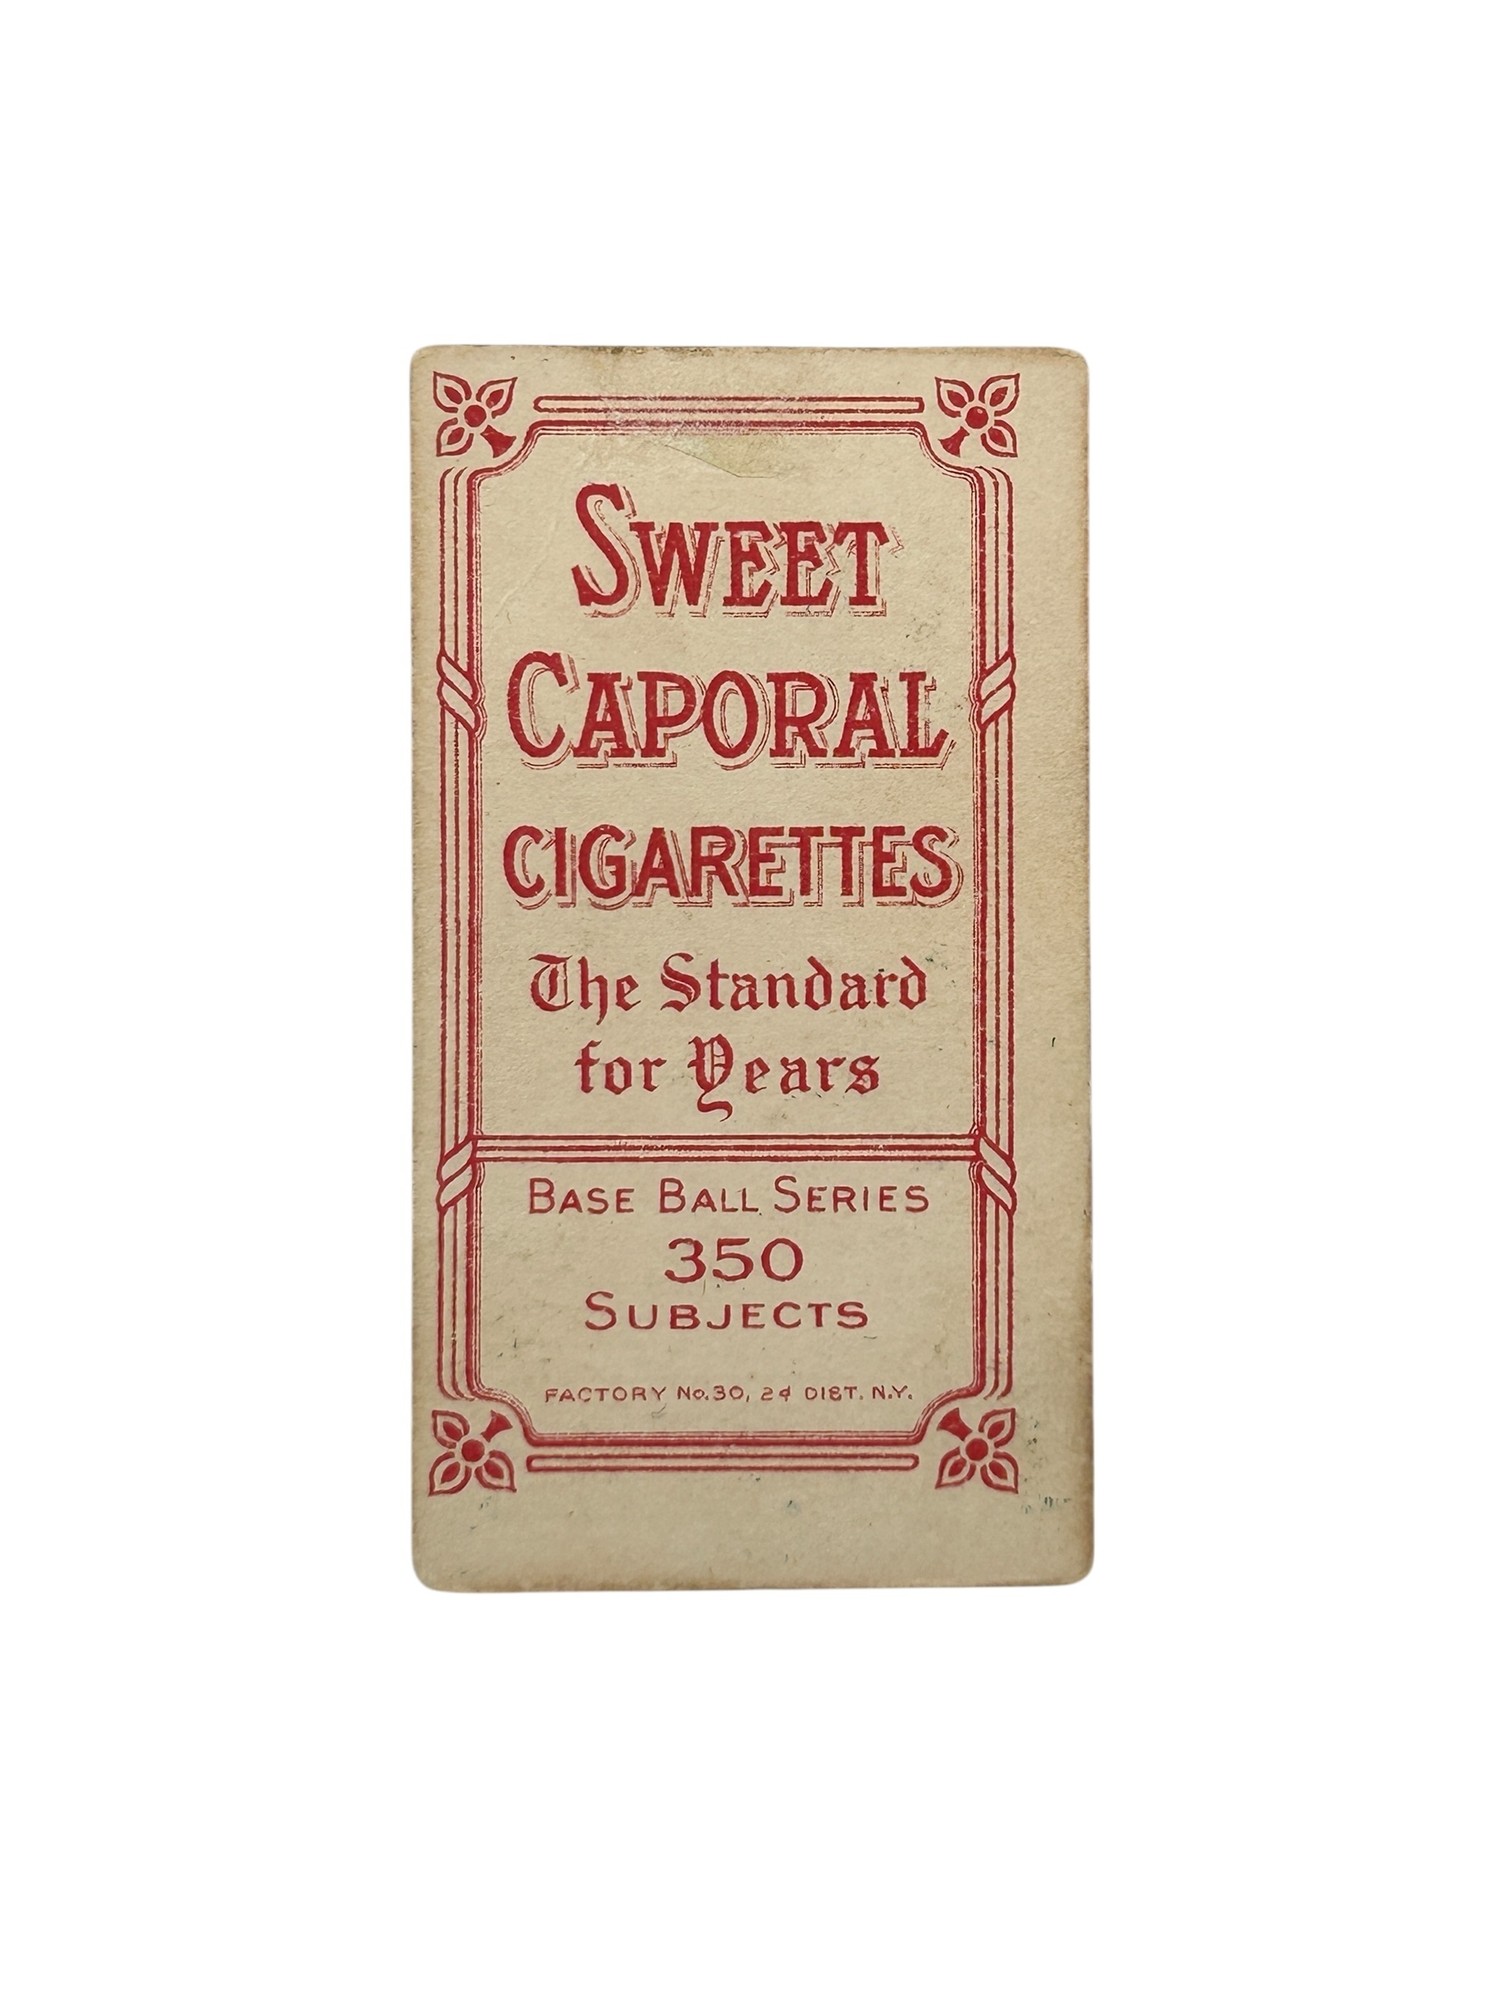 SWEET
CAPORAL
CIGARETTES
The Standard
for Years
BASE BALL SERIES
350
SUBJECTS
FACTORY No. 30, 2d DIST. N.Y.